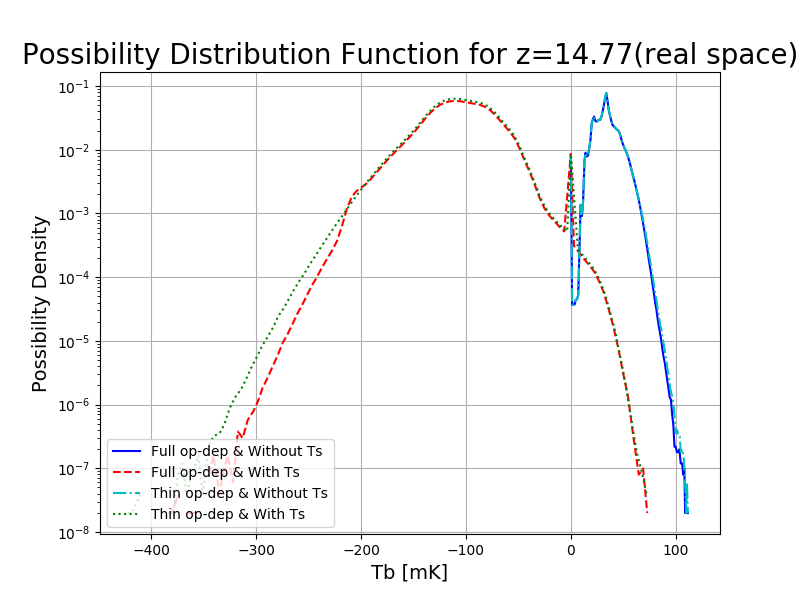 Possibility Distribution Function for z=14.77(real space)
Possibility Density
10⁻¹
10⁻²
10⁻³
10⁻⁴
10⁻⁵
10⁻⁶
10⁻⁷
10⁻⁸
Full op-dep & Without Ts
Full op-dep & With Ts
Thin op-dep & Without Ts
Thin op-dep & With Ts
−400 −300 −200 −100 0 100
Tb [mK]